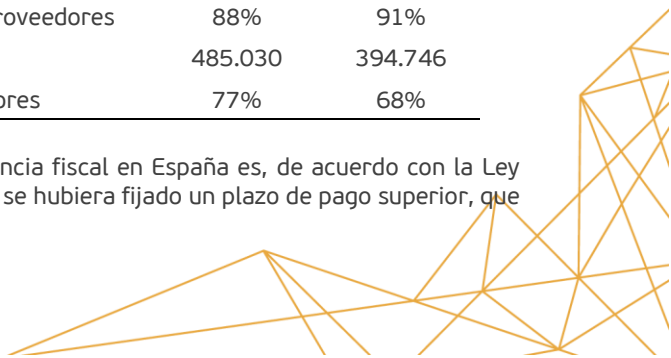 roveedores 88% 91%
485.030 394.746
ores 77% 68%
ncia fiscal en España es, de acuerdo con la Ley
se hubiera fijado un plazo de pago superior, que